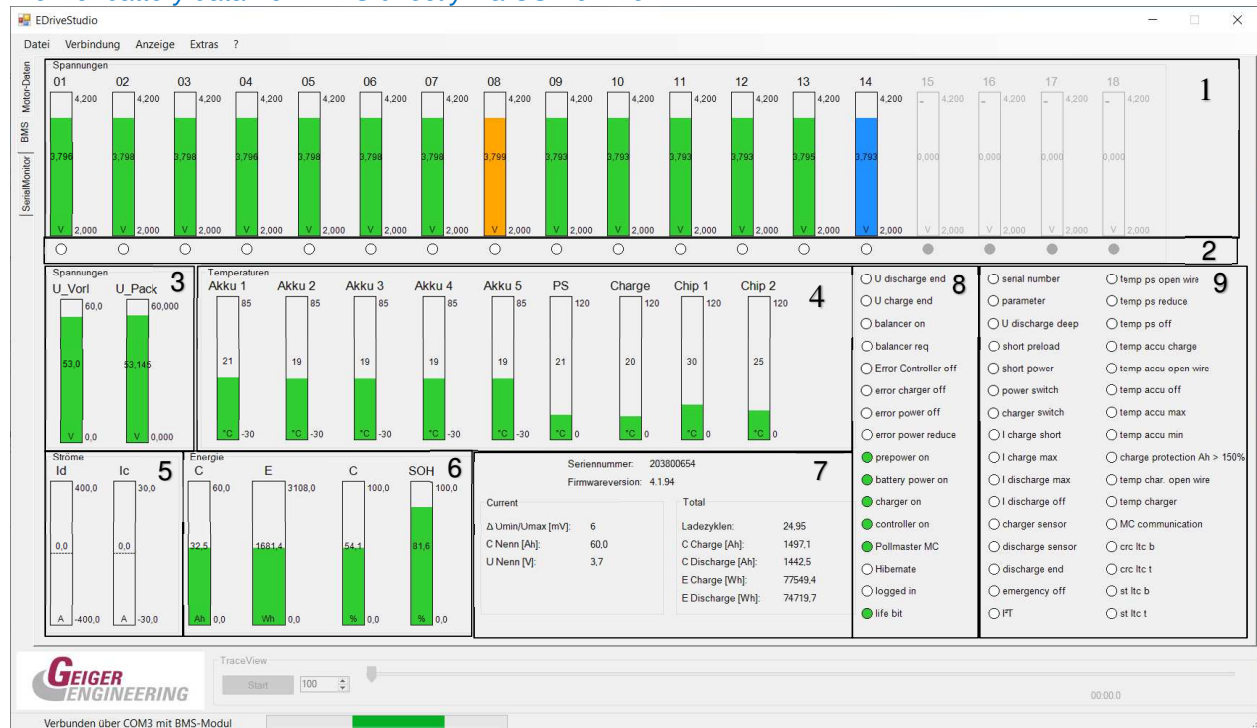 EDriveStudio
Datei Verbindung Anzeige Extras ?
Motor-Daten
BMS
SerialMonitor
Spannungen
01 02 03 04 05 06 07 08 09 10 11 12 13 14 15 16 17 18
4,200 4,200 4,200 4,200 4,200 4,200 4,200 4,200 4,200 4,200 4,200 4,200 4,200 4,200 4,200 4,200 4,200 4,200
1
3,796 3,798 3,798 3,796 3,798 3,798 3,798 3,799 3,793 3,793 3,793 3,793 3,795 3,793 0,000 0,000 0,000 0,000
V 2,000 V 2,000 V 2,000 V 2,000 V 2,000 V 2,000 V 2,000 V 2,000 V 2,000 V 2,000 V 2,000 V 2,000 V 2,000 V 2,000 V 2,000 V 2,000 V 2,000 V 2,000
2
Spannungen
3
U_Vorl U_Pack
60,0 60,000
53,0 53,145
V 0,0 V 0,000
Temperaturen
4
Akku 1 Akku 2 Akku 3 Akku 4 Akku 5 PS Charge Chip 1 Chip 2
85 85 85 85 85 120 120 120 120
21 19 19 19 19 21 20 30 25
°C -30 °C -30 °C -30 °C -30 °C -30 °C 0 °C 0 °C 0 °C 0
Ströme
5
Id Ic
400,0 30,0
0,0 0,0
A -400,0 A -30,0
Energie
6
C E C SOH
60,0 3108,0 100,0 100,0
32,5 1681,4 54,1 81,6
Ah 0,0 Wh 0,0 % 0,0 % 0,0
7
Seriennummer: 203800654
Firmwareversion: 4.1.94
Current
Δ Umin/Umax [mV]: 6
C Nenn [Ah]: 60,0
U Nenn [V]: 3,7
Total
Ladezyklen: 24,95
C Charge [Ah]: 1497,1
C Discharge [Ah]: 1442,5
E Charge [Wh]: 77549,4
E Discharge [Wh]: 74719,7
8
U discharge end
U charge end
balancer on
balancer req
Error Controller off
error charger off
error power off
error power reduce
prepower on
battery power on
charger on
controller on
Pollmaster MC
Hibernate
logged in
life bit
9
serial number
parameter
U discharge deep
short preload
short power
power switch
charger switch
I charge short
I charge max
I discharge max
I discharge off
charger sensor
discharge sensor
discharge end
emergency off
I²T
temp ps open wire
temp ps reduce
temp ps off
temp accu charge
temp accu open wire
temp accu off
temp accu max
temp accu min
charge protection Ah > 150%
temp char. open wire
temp charger
MC communication
crc ltc b
crc ltc t
st ltc b
st ltc t
GEIGER
ENGINEERING
TraceView
Start 100
00:00.0
Verbunden über COM3 mit BMS-Modul